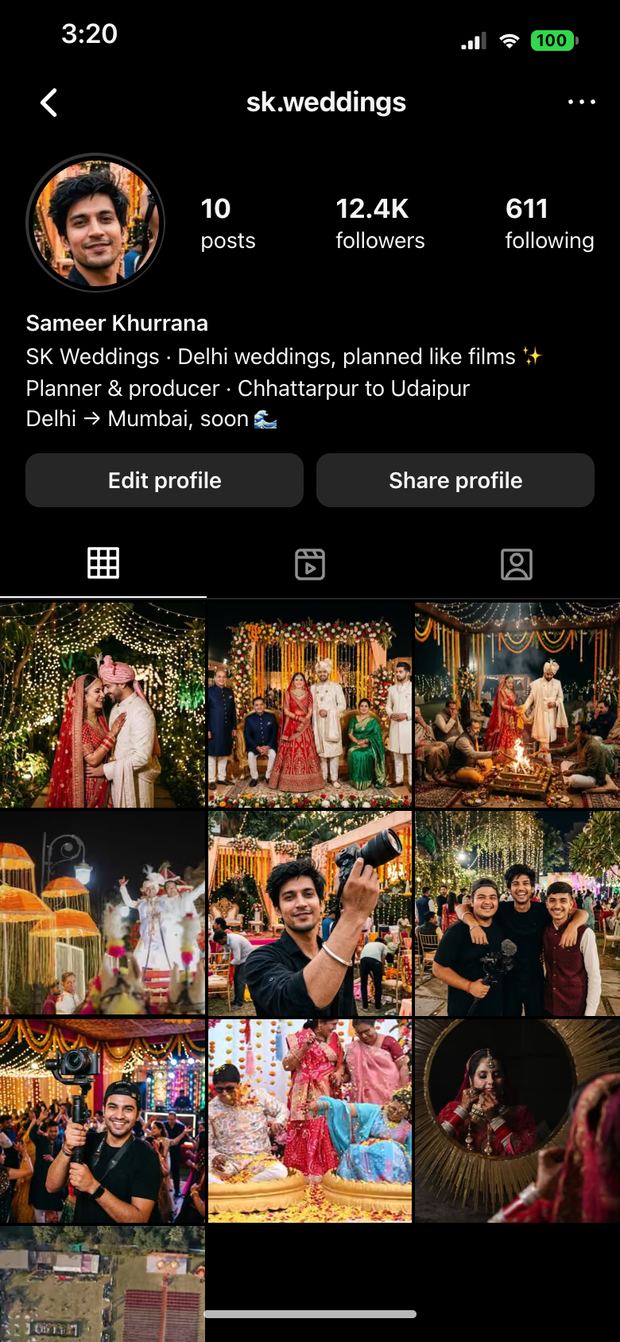 3:20
100
sk.weddings
10
posts
12.4K
followers
611
following
Sameer Khurrana
SK Weddings · Delhi weddings, planned like films ✨
Planner & producer · Chhattarpur to Udaipur
Delhi → Mumbai, soon 🌊
Edit profile
Share profile